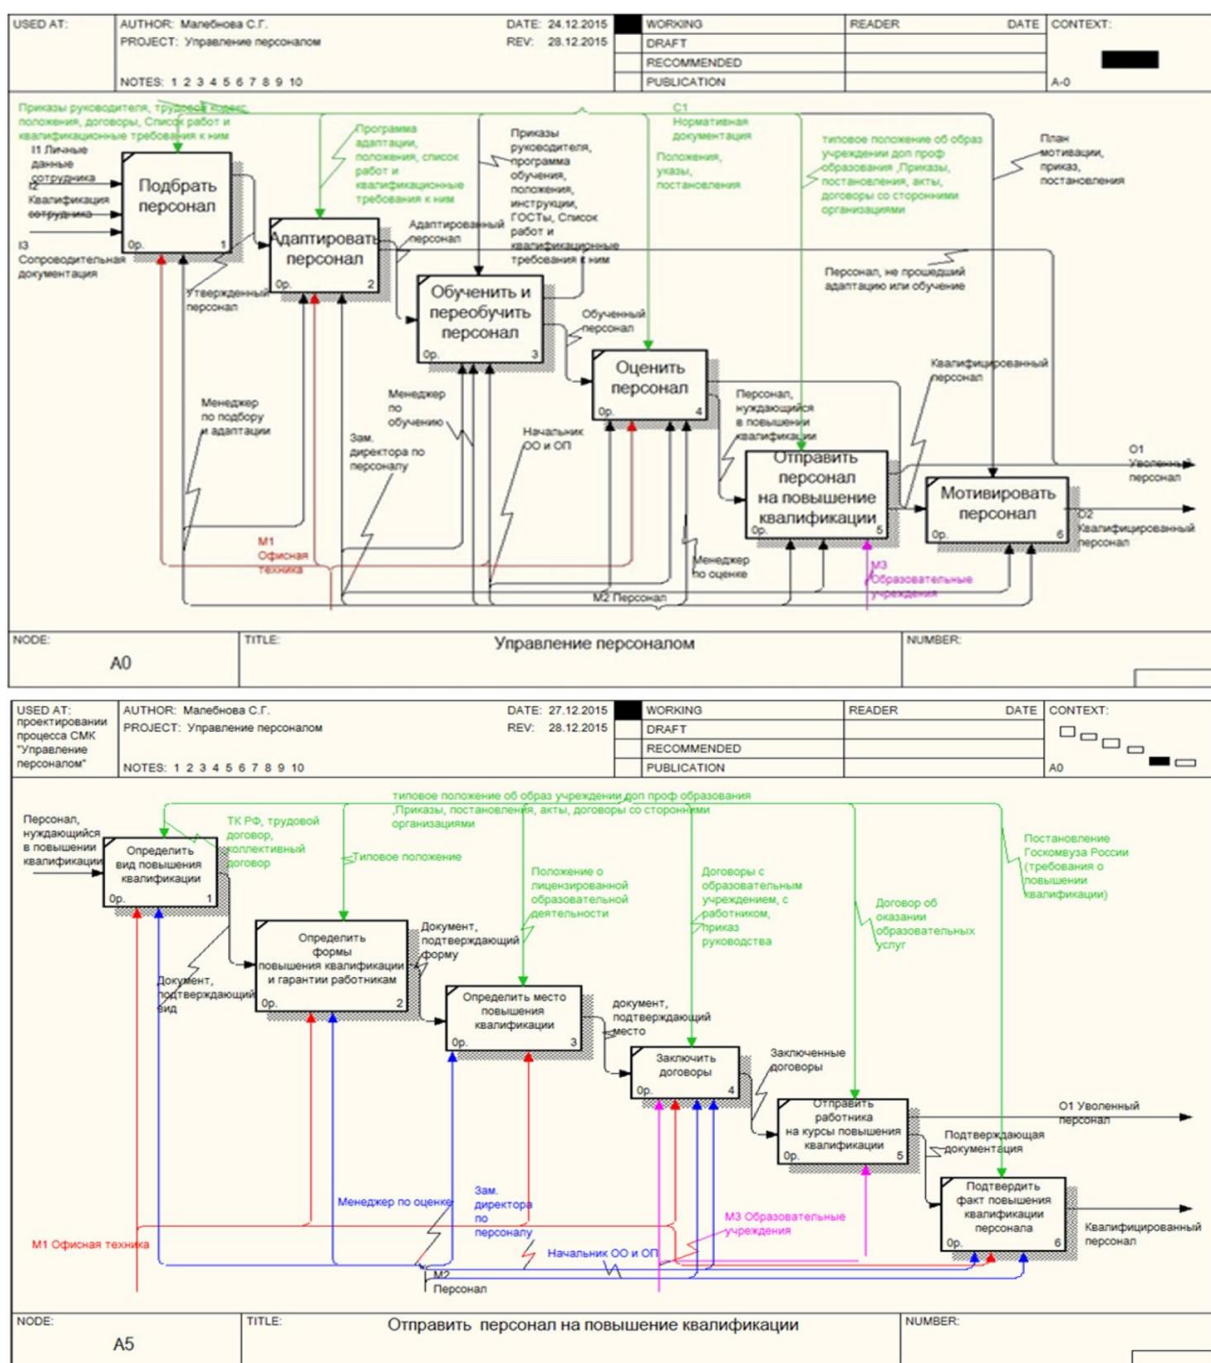 USED AT:
AUTHOR: Малебнова С.Г.
DATE: 24.12.2015
WORKING
READER
DATE
CONTEXT:
PROJECT: Управление персоналом
REV: 28.12.2015
DRAFT
RECOMMENDED
NOTES: 1 2 3 4 5 6 7 8 9 10
PUBLICATION
A-0
Приказы руководителя, трудовой кодекс,
положения, договоры, Список работ и
квалификационные требования к ним
I1 Личные
данные
сотрудника
I2
Квалификация
сотрудника
I3
Сопроводительная
документация
Подбрать
персонал
0р.
1
Программа
адаптации,
положения, список
работ и
квалификационные
требования к ним
Адаптировать
персонал
0р.
2
Утвержденный
персонал
Адаптированный
персонал
Приказы
руководителя,
программа
обучения,
положения,
инструкции,
ГОСТы, Список
работ и
квалификационные
требования к ним
Обученить и
переобучить
персонал
0р.
3
Обученный
персонал
C1
Нормативная
документация
Положения,
указы,
постановления
Оценить
персонал
0р.
4
типовое положение об образ
учреждении доп проф
образования ,Приказы,
постановления, акты,
договоры со сторонними
организациями
План
мотивации,
приказ,
постановления
Персонал, не прошедший
адаптацию или обучение
Квалифицированный
персонал
Персонал,
нуждающийся
в повышении
квалификации
Отправить
персонал
на повышение
квалификации
0р.
5
Мотивировать
персонал
0р.
6
O1
Уволенный
персонал
O2
Квалифицированный
персонал
Менеджер
по подбору
и адаптации
Зам.
директора по
персоналу
Менеджер
по
обучению
Начальник
ОО и ОП
Менеджер
по оценке
M1
Офисная
техника
M2 Персонал
M3
Образовательные
учреждения
NODE:
A0
TITLE:
Управление персоналом
NUMBER:
USED AT:
проектировании
процесса СМК
"Управление
персоналом"
AUTHOR: Малебнова С.Г.
DATE: 27.12.2015
WORKING
READER
DATE
CONTEXT:
PROJECT: Управление персоналом
REV: 28.12.2015
DRAFT
RECOMMENDED
NOTES: 1 2 3 4 5 6 7 8 9 10
PUBLICATION
A0
типовое положение об образ учреждении доп проф образования
,Приказы, постановления, акты, договоры со сторонними
организациями
Персонал,
нуждающийся
в повышении
квалификации
Определить
вид повышения
квалификации
0р.
1
ТК РФ, трудовой
договор,
коллективный
договор
Типовое положение
Определить
формы
повышения квалификации
и гарантии работникам
0р.
2
Документ,
подтверждающий
вид
Документ,
подтверждающий
форму
Положение о
лицензированной
образовательной
деятельности
Определить место
повышения
квалификации
0р.
3
документ,
подтверждающий
место
Договоры с
образовательным
учреждением, с
работником,
приказ
руководства
Заключить
договоры
0р.
4
Заключенные
договоры
Договор об
оказании
образовательных
услуг
Отправить
работника
на курсы повышения
квалификации
0р.
5
Постановление
Госкомвуза России
(требования о
повышении
квалификации)
O1 Уволенный
персонал
Подтверждающая
документация
Подтвердить
факт повышения
квалификации
персонала
0р.
6
Квалифицированный
персонал
M1 Офисная техника
Менеджер по оценке
Зам.
директора
по
персоналу
Начальник ОО и ОП
M2
Персонал
M3 Образовательные
учреждения
NODE:
A5
TITLE:
Отправить персонал на повышение квалификации
NUMBER: